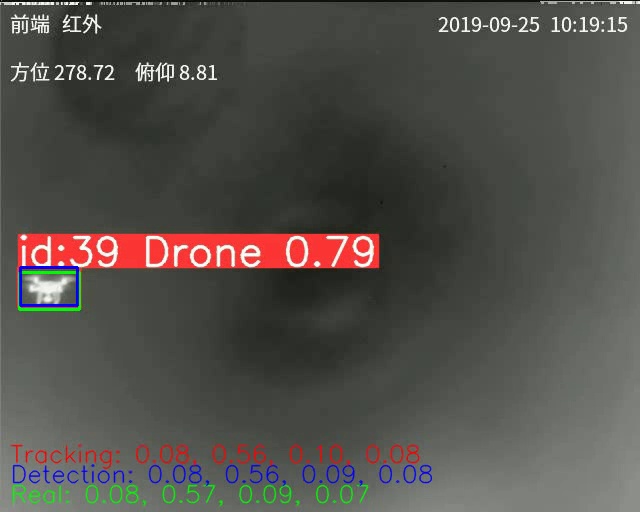 前端 红外 2019-09-25 10:19:15
方位 278.72 俯仰 8.81
id:39 Drone 0.79
Tracking: 0.08, 0.56, 0.10, 0.08
Detection: 0.08, 0.56, 0.09, 0.08
Real: 0.08, 0.57, 0.09, 0.07